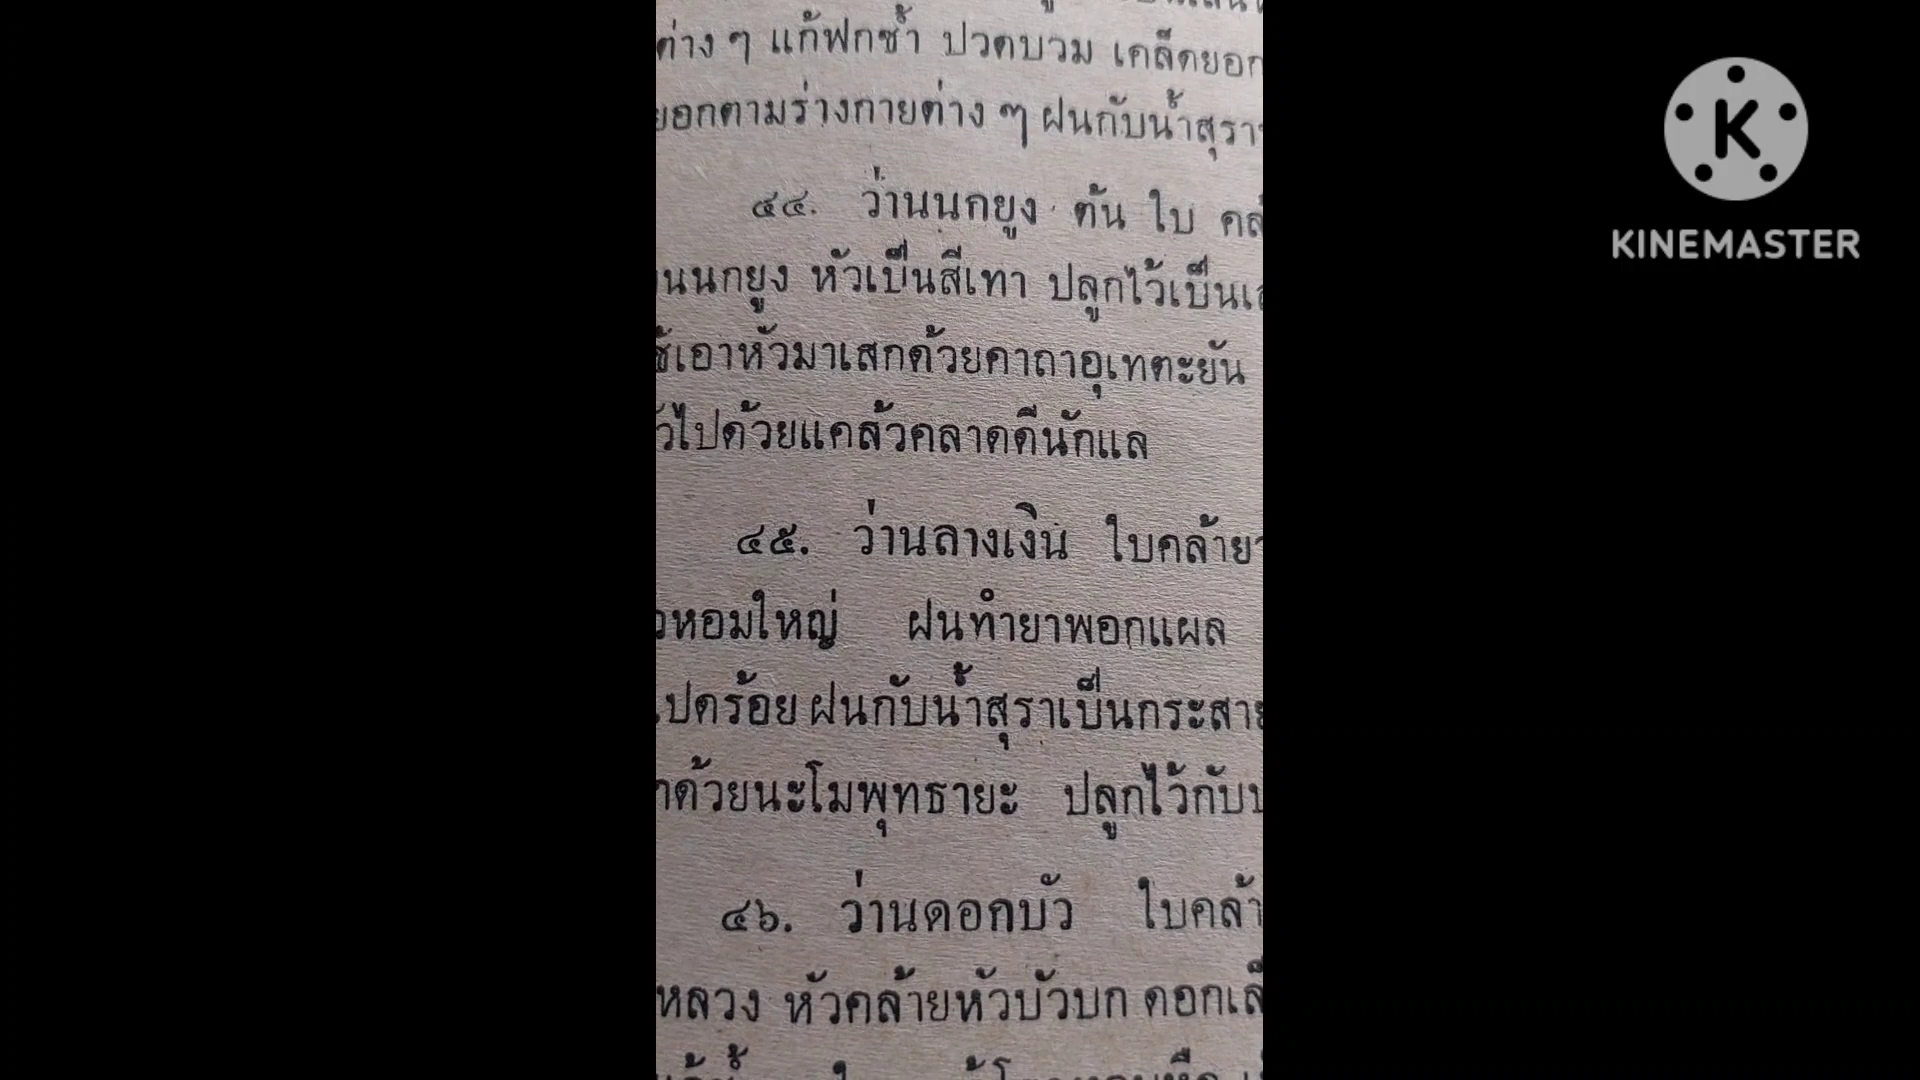 ต่าง ๆ แก้ฟกช้ำ ปวดบวม เคล็ดยอก
ยอกตามร่างกายต่าง ๆ ฝนกับน้ำสุรา
๔๔. ว่านนกยูง ต้น ใบ
นนกยูง หัวเป็นสีเทา ปลูกไว้เป็น
เอาหัวมาเสกด้วยคาถาอุเทตะยัน
ไปด้วยแคล้วคลาดดีนักแล
๔๕. ว่านลางเงิน ใบคล้าย
หอมใหญ่ ฝนทำยาพอกแผล
ฝนกับน้ำสุราเป็นกระสาย
ด้วยนะโมพุทธายะ ปลูกไว้กับ
๔๖. ว่านดอกบัว ใบคล้า
หลวง หัวคล้ายหัวบัวบก ดอก
KINEMASTER